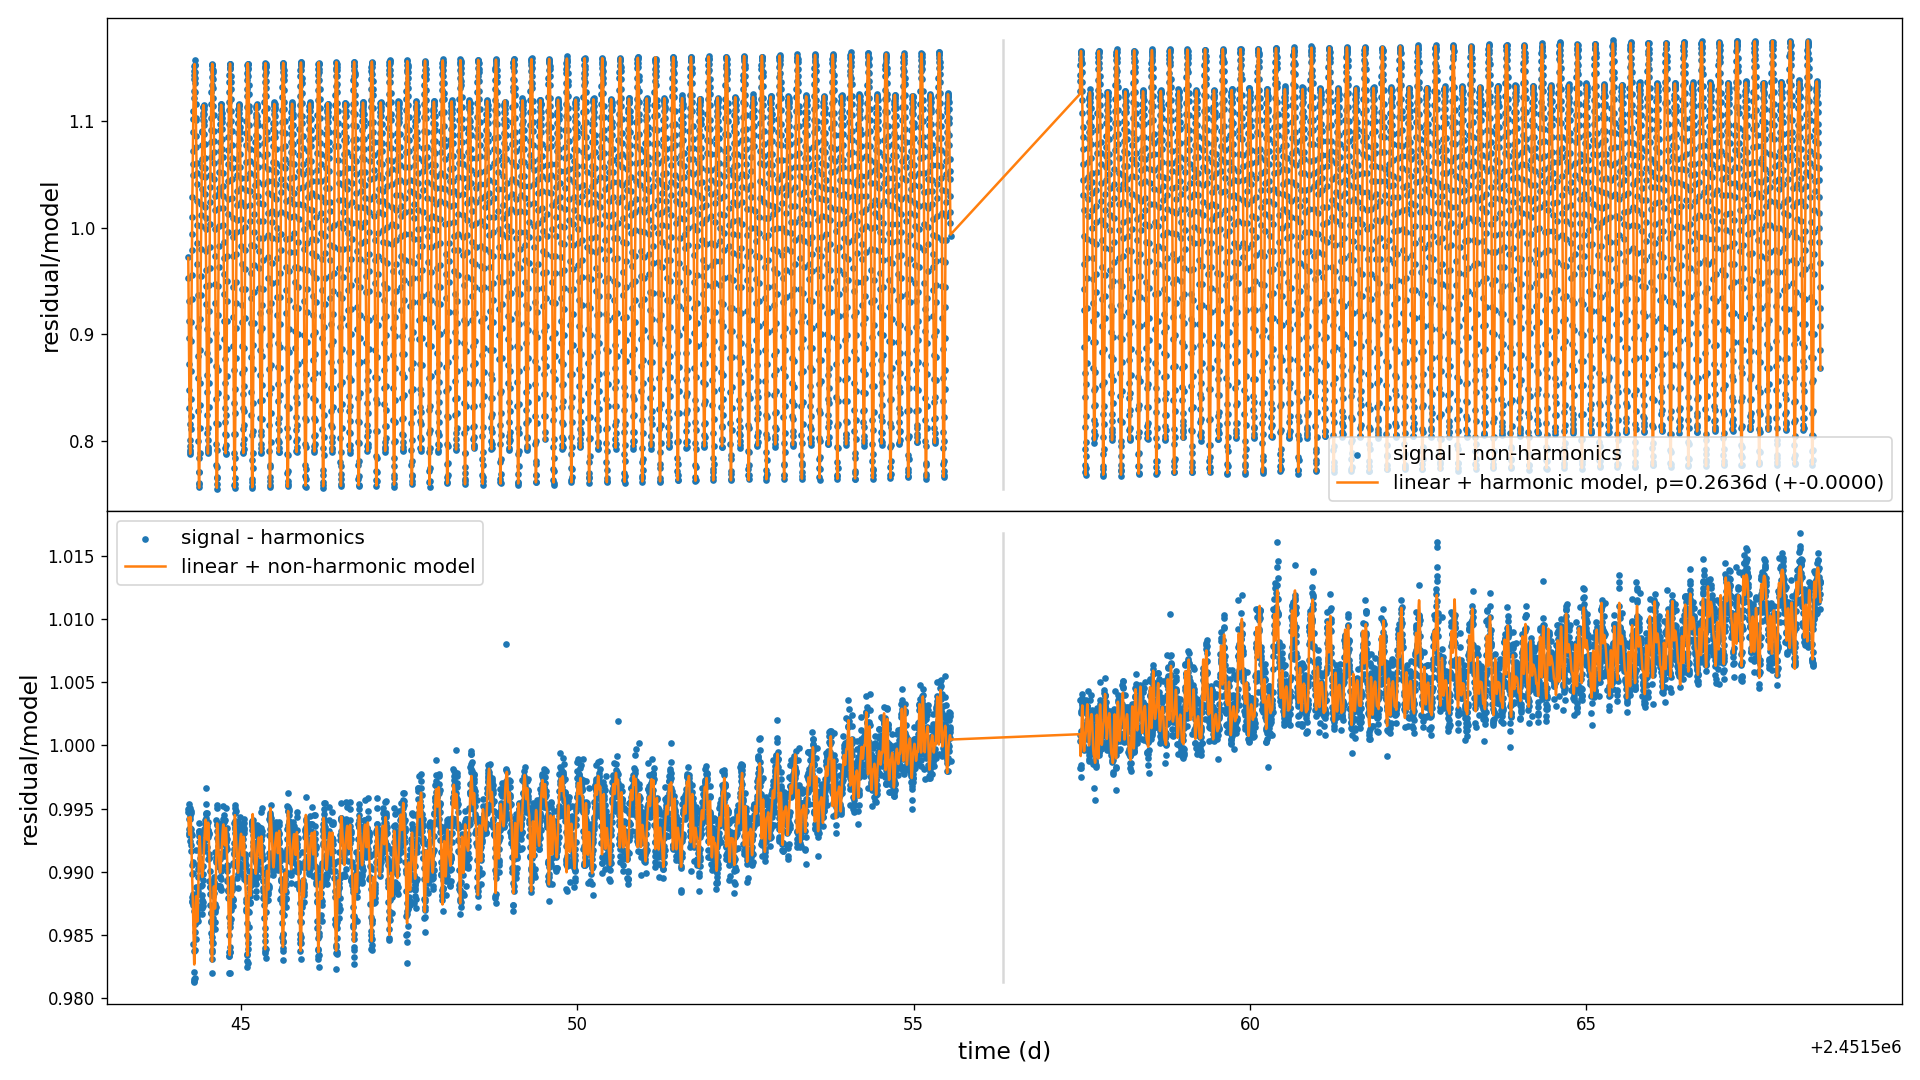 residual/model
1.1
1.0
0.9
0.8
signal - non-harmonics
linear + harmonic model, p=0.2636d (+-0.0000)
residual/model
1.015
1.010
1.005
1.000
0.995
0.990
0.985
0.980
signal - harmonics
linear + non-harmonic model
45 50 55 60 65
time (d)
+2.4515e6